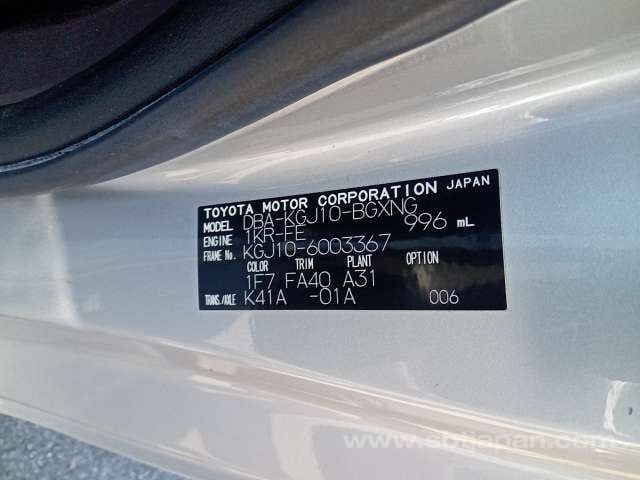 TOYOTA MOTOR CORPORATION JAPAN
MODEL DBA-KGJ10-BGXNG
ENGINE 1KR-FE 996 mL
FRAME No. KGJ10-6003367
COLOR TRIM PLANT OPTION
1F7 FA40 A31
TRANS./AXLE K41A -01A 006
www.sbtjapan.com